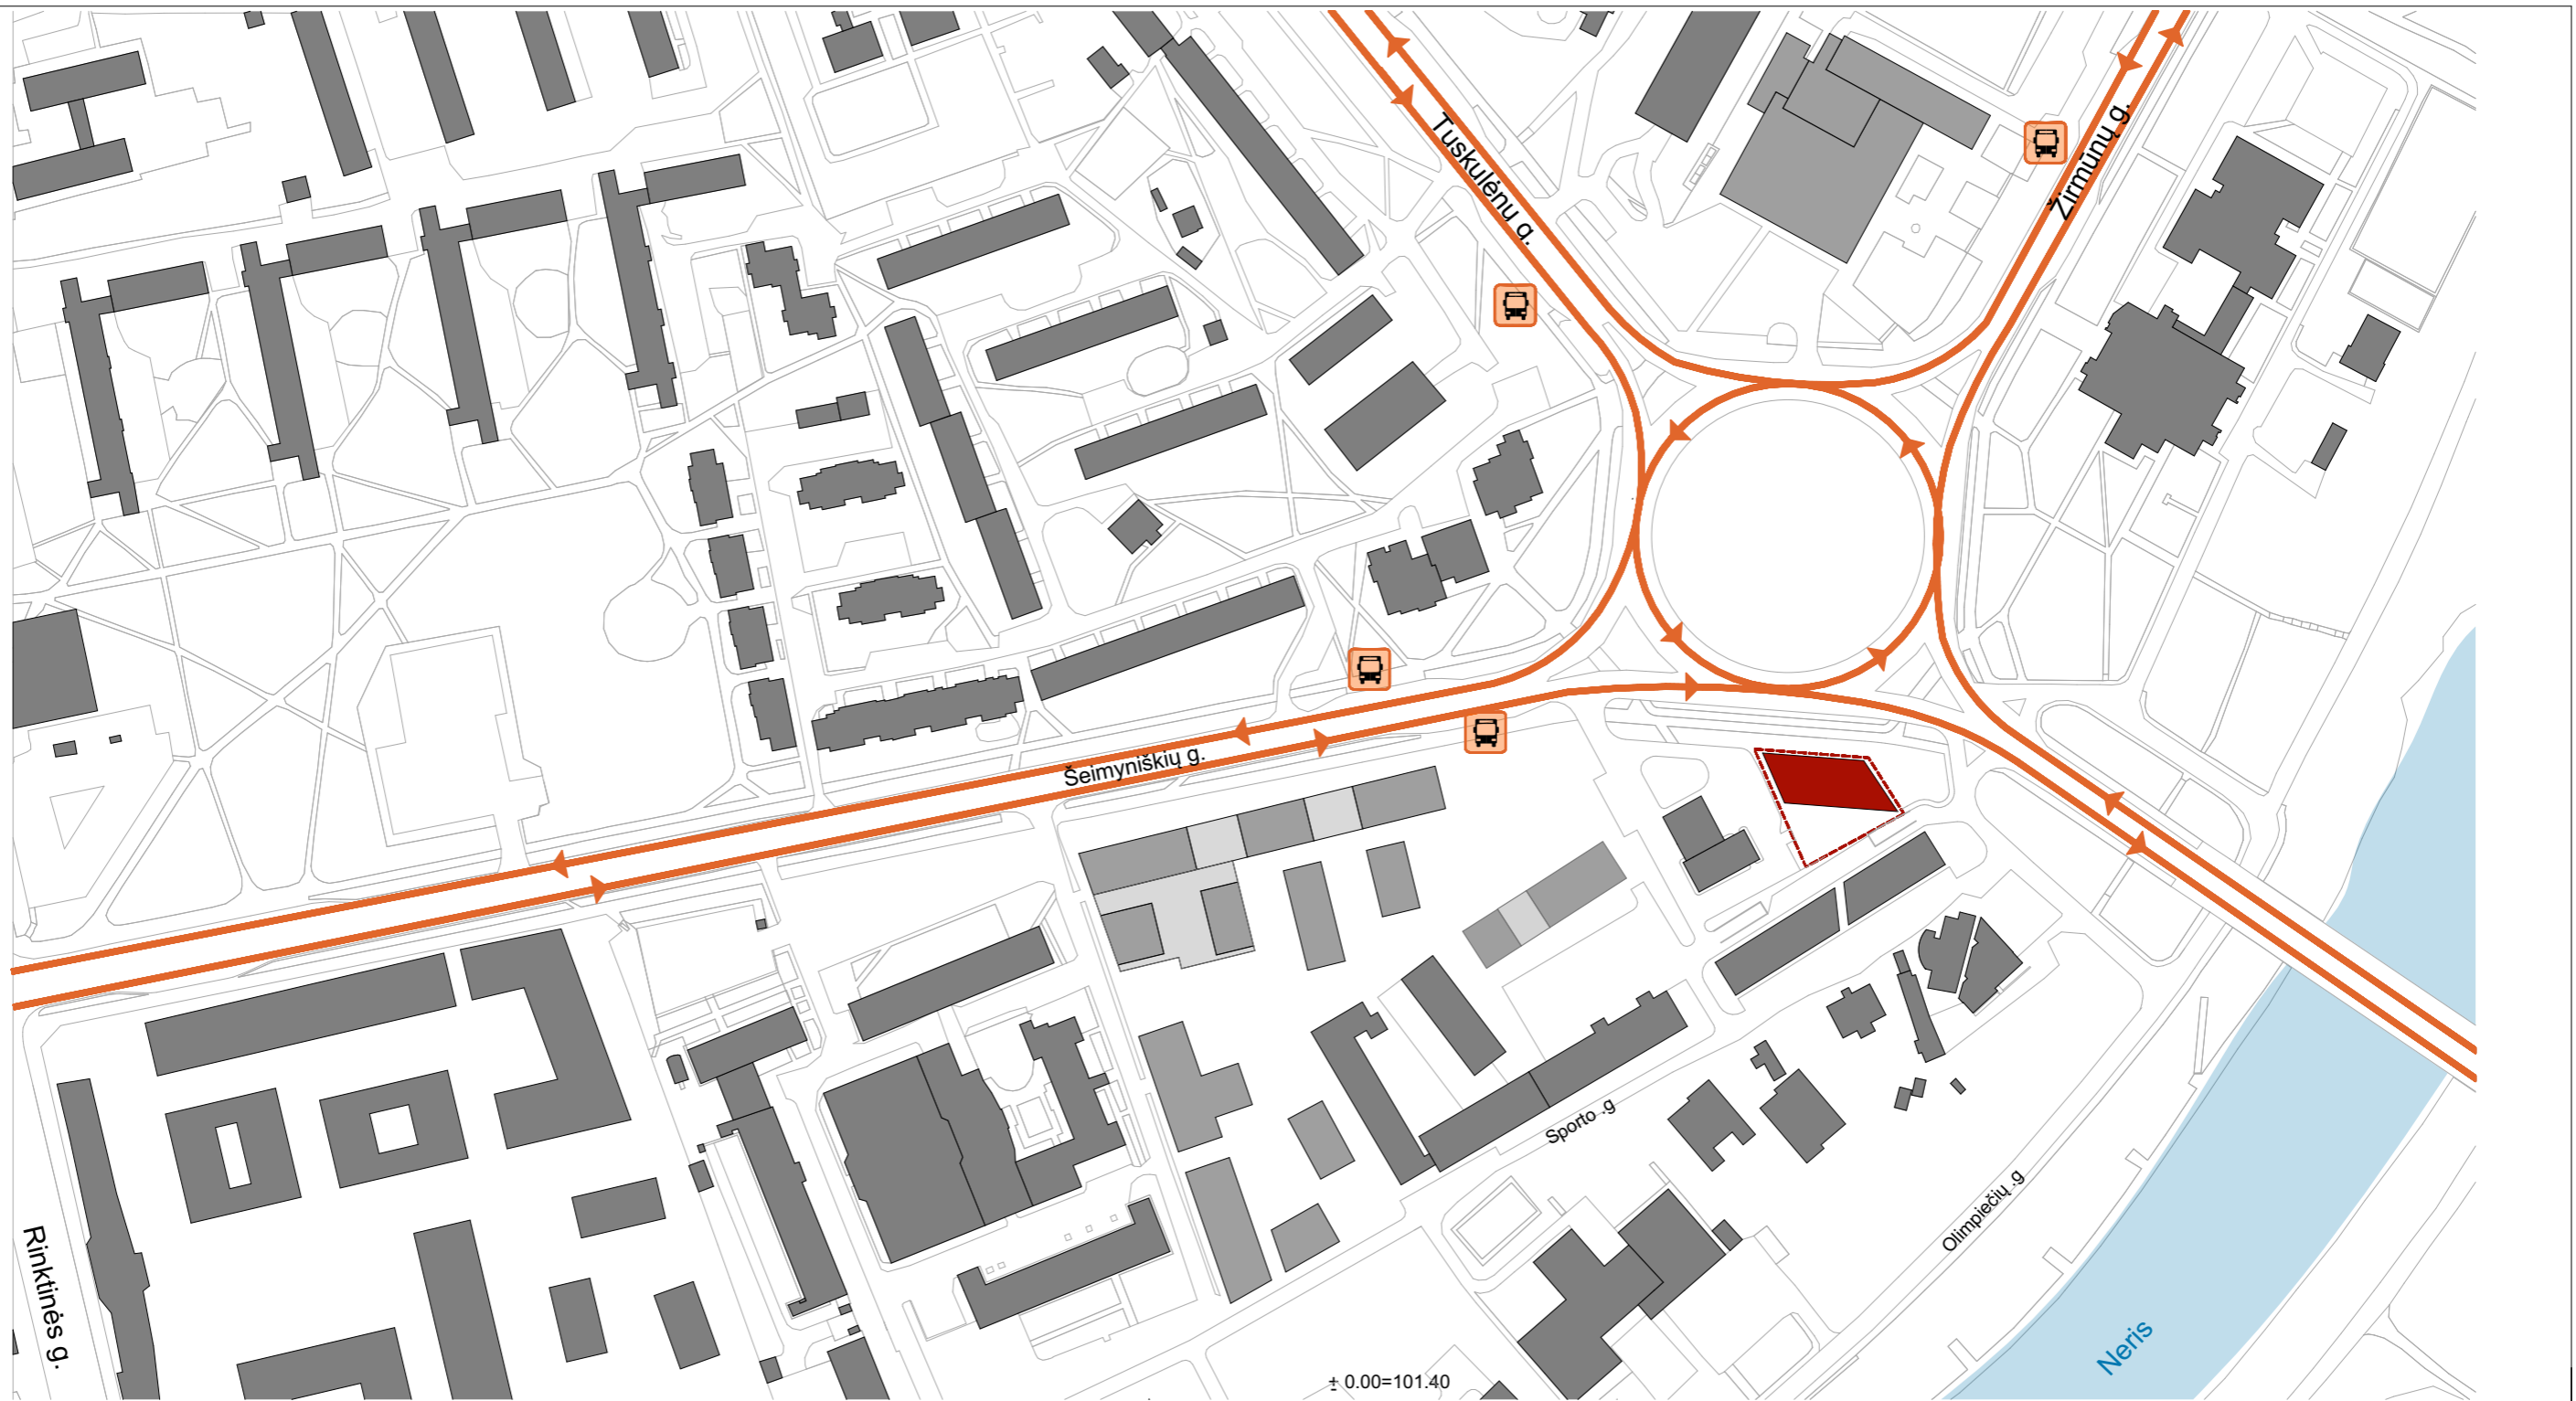 Tuskulėnų g.
Žirmūnų g.
Šeimyniškių g.
Sporto .g
Olimpiečių .g
Rinktinės g.
Neris
± 0.00=101.40